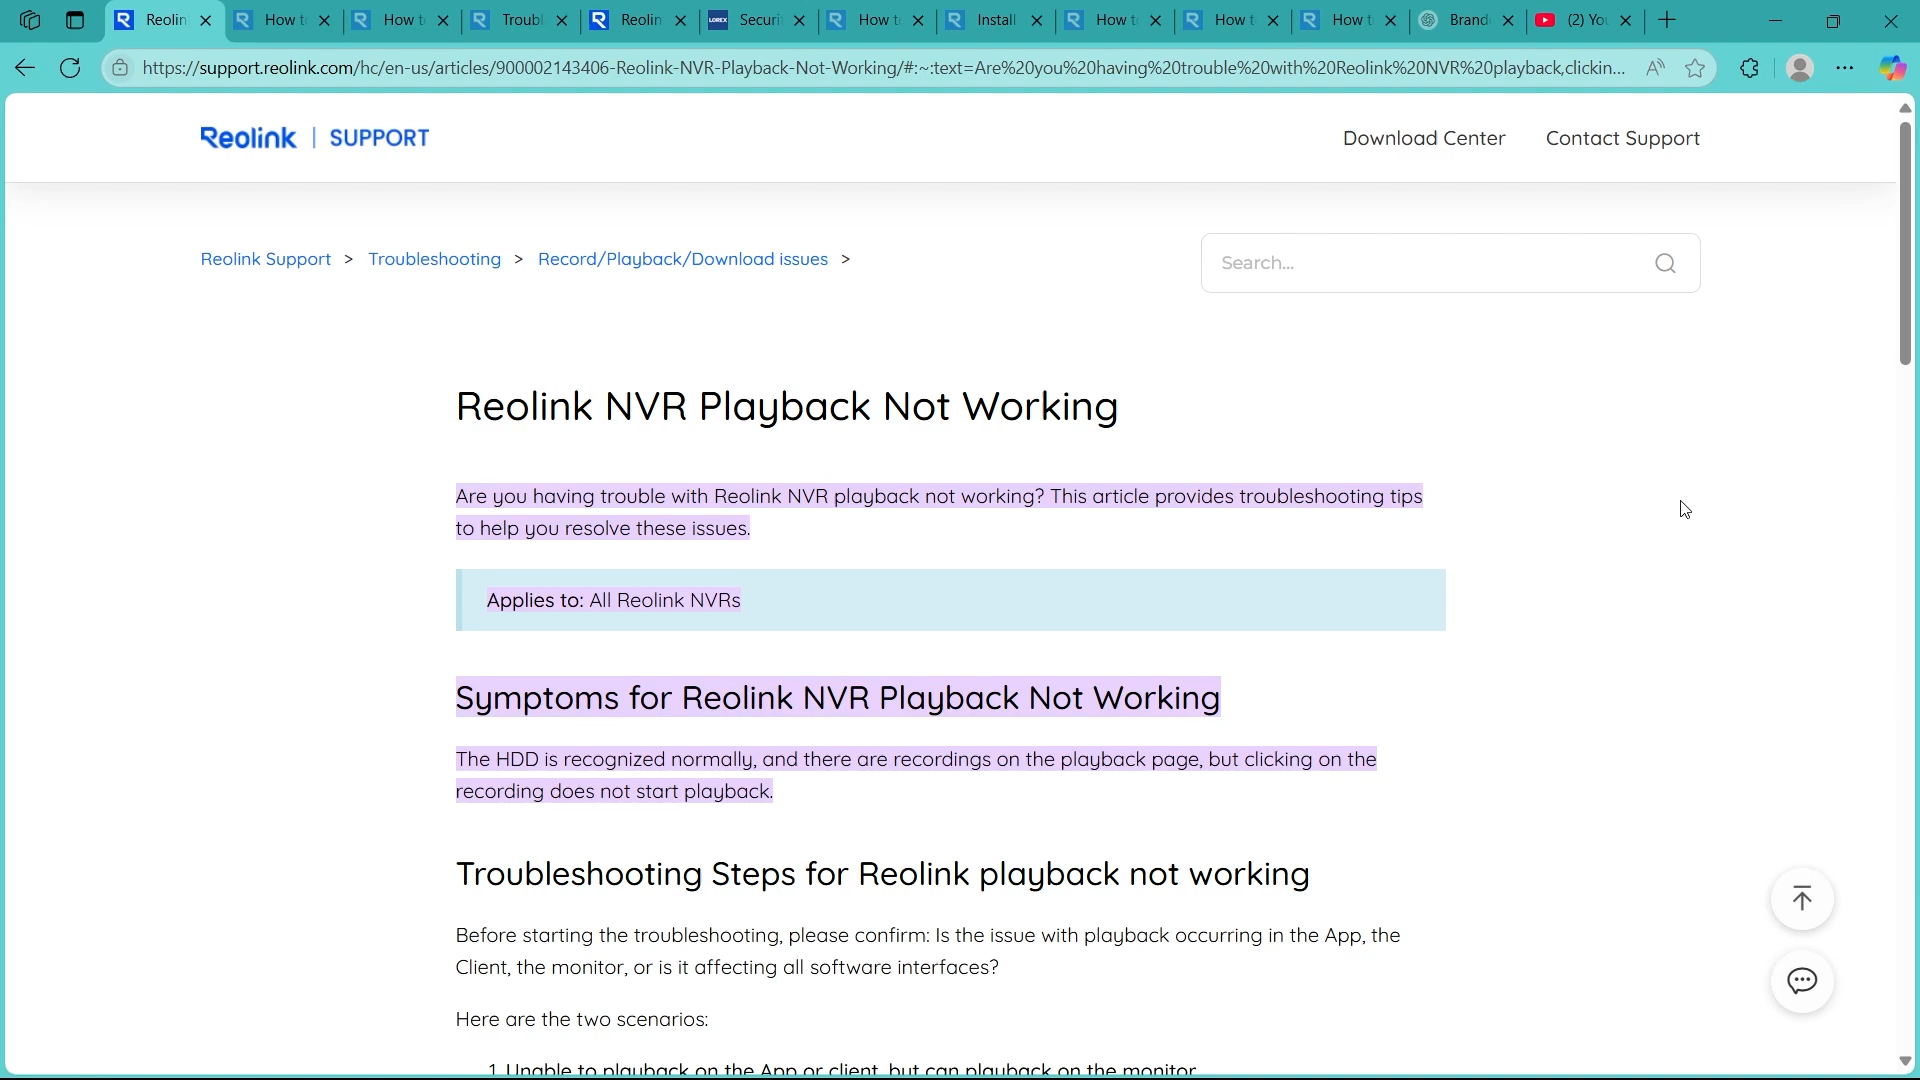 Reolin
How t
How t
Troubl
Reolin
LOREX
Securi
How t
Install
How t
How t
How t
Brand
(2) You
https://support.reolink.com/hc/en-us/articles/900002143406-Reolink-NVR-Playback-Not-Working/#:~:text=Are%20you%20having%20trouble%20with%20Reolink%20NVR%20playback,clickin...
Reolink | SUPPORT
Download Center
Contact Support
Reolink Support > Troubleshooting > Record/Playback/Download issues >
Search...
Reolink NVR Playback Not Working
Are you having trouble with Reolink NVR playback not working? This article provides troubleshooting tips
to help you resolve these issues.
Applies to: All Reolink NVRs
Symptoms for Reolink NVR Playback Not Working
The HDD is recognized normally, and there are recordings on the playback page, but clicking on the
recording does not start playback.
Troubleshooting Steps for Reolink playback not working
Before starting the troubleshooting, please confirm: Is the issue with playback occurring in the App, the
Client, the monitor, or is it affecting all software interfaces?
Here are the two scenarios:
1. Unable to playback on the App or client, but can playback on the monitor